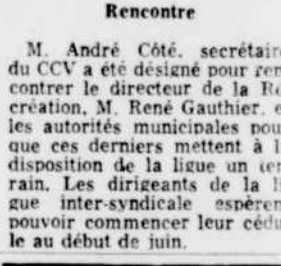 Rencontre
M. André Côté, secrétaire
du CCV a été désigné pour ren
contrer le directeur de la Ré
création, M. René Gauthier, e
les autorités municipales pou
que ces derniers mettent à l
disposition de la ligue un ter
rain. Les dirigeants de la li
gue inter-syndicale espèren
pouvoir commencer leur cédu
le au début de juin.